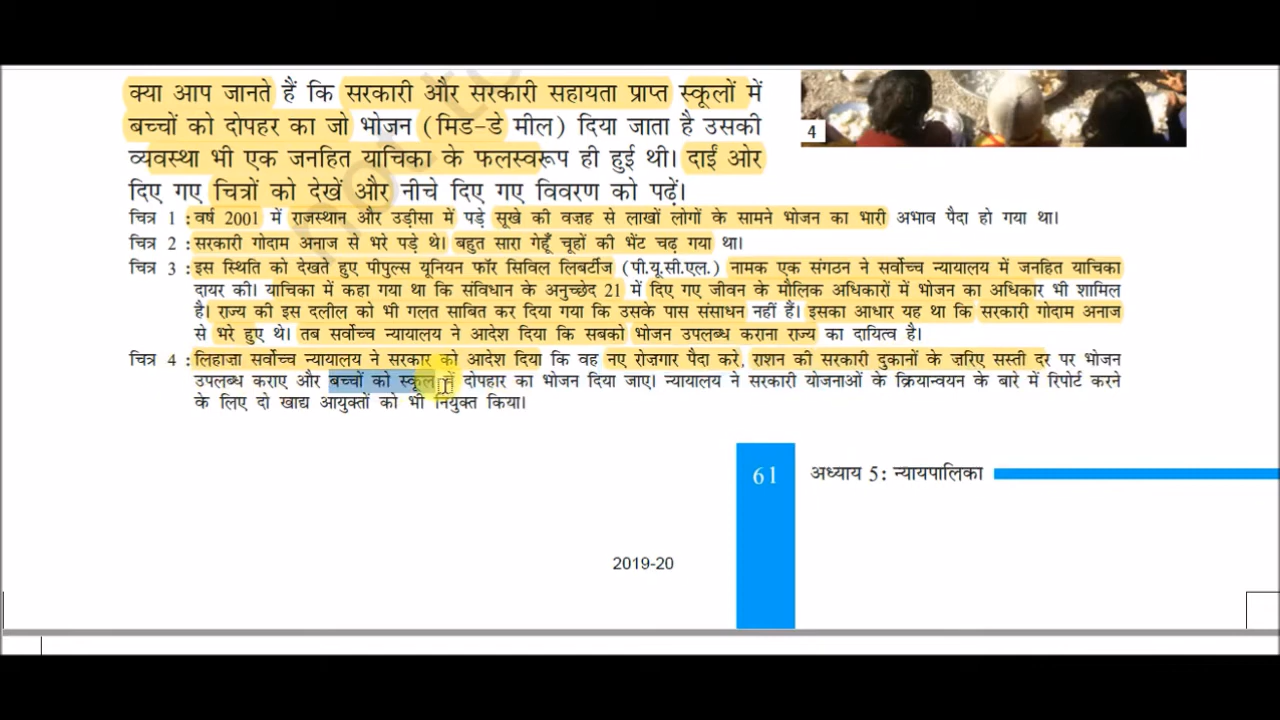 क्या आप जानते हैं कि सरकारी और सरकारी सहायता प्राप्त स्कूलों में
बच्चों को दोपहर का जो भोजन (मिड-डे मील) दिया जाता है उसकी
व्यवस्था भी एक जनहित याचिका के फलस्वरूप ही हुई थी। दाईं ओर
दिए गए चित्रों को देखें और नीचे दिए गए विवरण को पढ़ें।
4
चित्र 1 : वर्ष 2001 में राजस्थान और उड़ीसा में पड़े सूखे की वज़ह से लाखों लोगों के सामने भोजन का भारी अभाव पैदा हो गया था।
चित्र 2 : सरकारी गोदाम अनाज से भरे पड़े थे। बहुत सारा गेहूँ चूहों की भेंट चढ़ गया था।
चित्र 3 : इस स्थिति को देखते हुए पीपुल्स यूनियन फॉर सिविल लिबर्टीज (पी.यू.सी.एल.) नामक एक संगठन ने सर्वोच्च न्यायालय में जनहित याचिका
दायर की। याचिका में कहा गया था कि संविधान के अनुच्छेद 21 में दिए गए जीवन के मौलिक अधिकारों में भोजन का अधिकार भी शामिल
है। राज्य की इस दलील को भी गलत साबित कर दिया गया कि उसके पास संसाधन नहीं हैं। इसका आधार यह था कि सरकारी गोदाम अनाज
से भरे हुए थे। तब सर्वोच्च न्यायालय ने आदेश दिया कि सबको भोजन उपलब्ध कराना राज्य का दायित्व है।
चित्र 4 : लिहाज़ा सर्वोच्च न्यायालय ने सरकार को आदेश दिया कि वह नए रोज़गार पैदा करे, राशन की सरकारी दुकानों के ज़रिए सस्ती दर पर भोजन
उपलब्ध कराए और बच्चों को स्कूल में दोपहार का भोजन दिया जाए। न्यायालय ने सरकारी योजनाओं के क्रियान्वयन के बारे में रिपोर्ट करने
के लिए दो खाद्य आयुक्तों को भी नियुक्त किया।
61
अध्याय 5: न्यायपालिका
2019-20